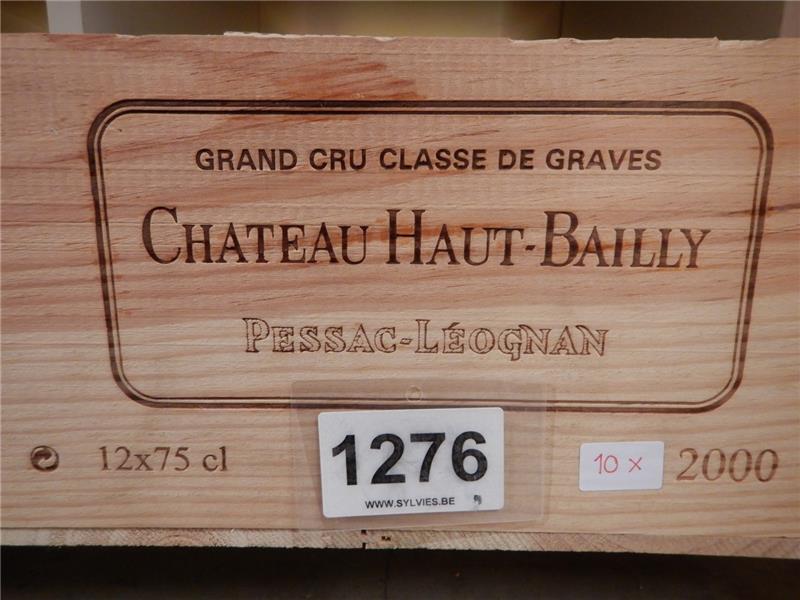 GRAND CRU CLASSE DE GRAVES
CHATEAU HAUT-BAILLY
PESSAC-LÉOGNAN
12x75 cl
1276
WWW.SYLVIES.BE
10 x
2000